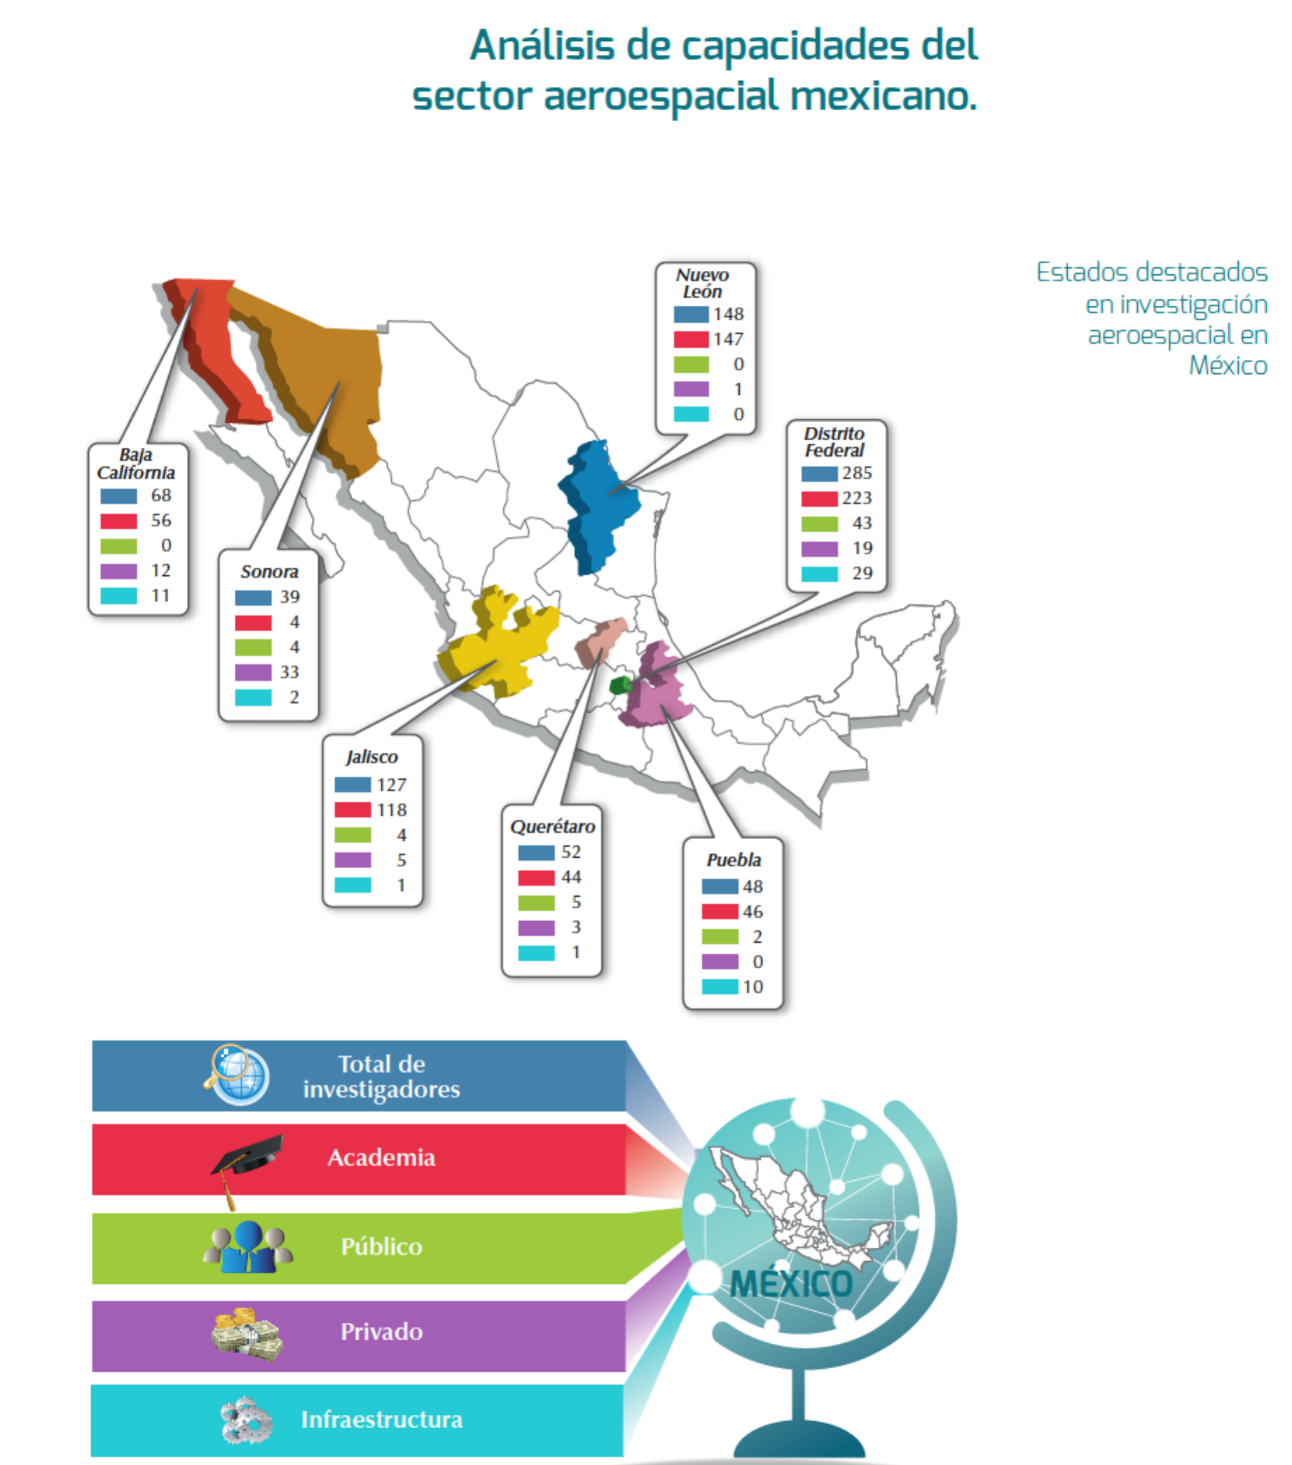 Análisis de capacidades del
sector aeroespacial mexicano.
Estados destacados
en investigación
aeroespacial en
México
Nuevo
León
148
147
0
1
0
Distrito
Federal
285
223
43
19
29
Baja
California
68
56
0
12
11
Sonora
39
4
4
33
2
Jalisco
127
118
4
5
1
Querétaro
52
44
5
3
1
Puebla
48
46
2
0
10
Total de
investigadores
Academia
Público
Privado
Infraestructura
MÉXICO